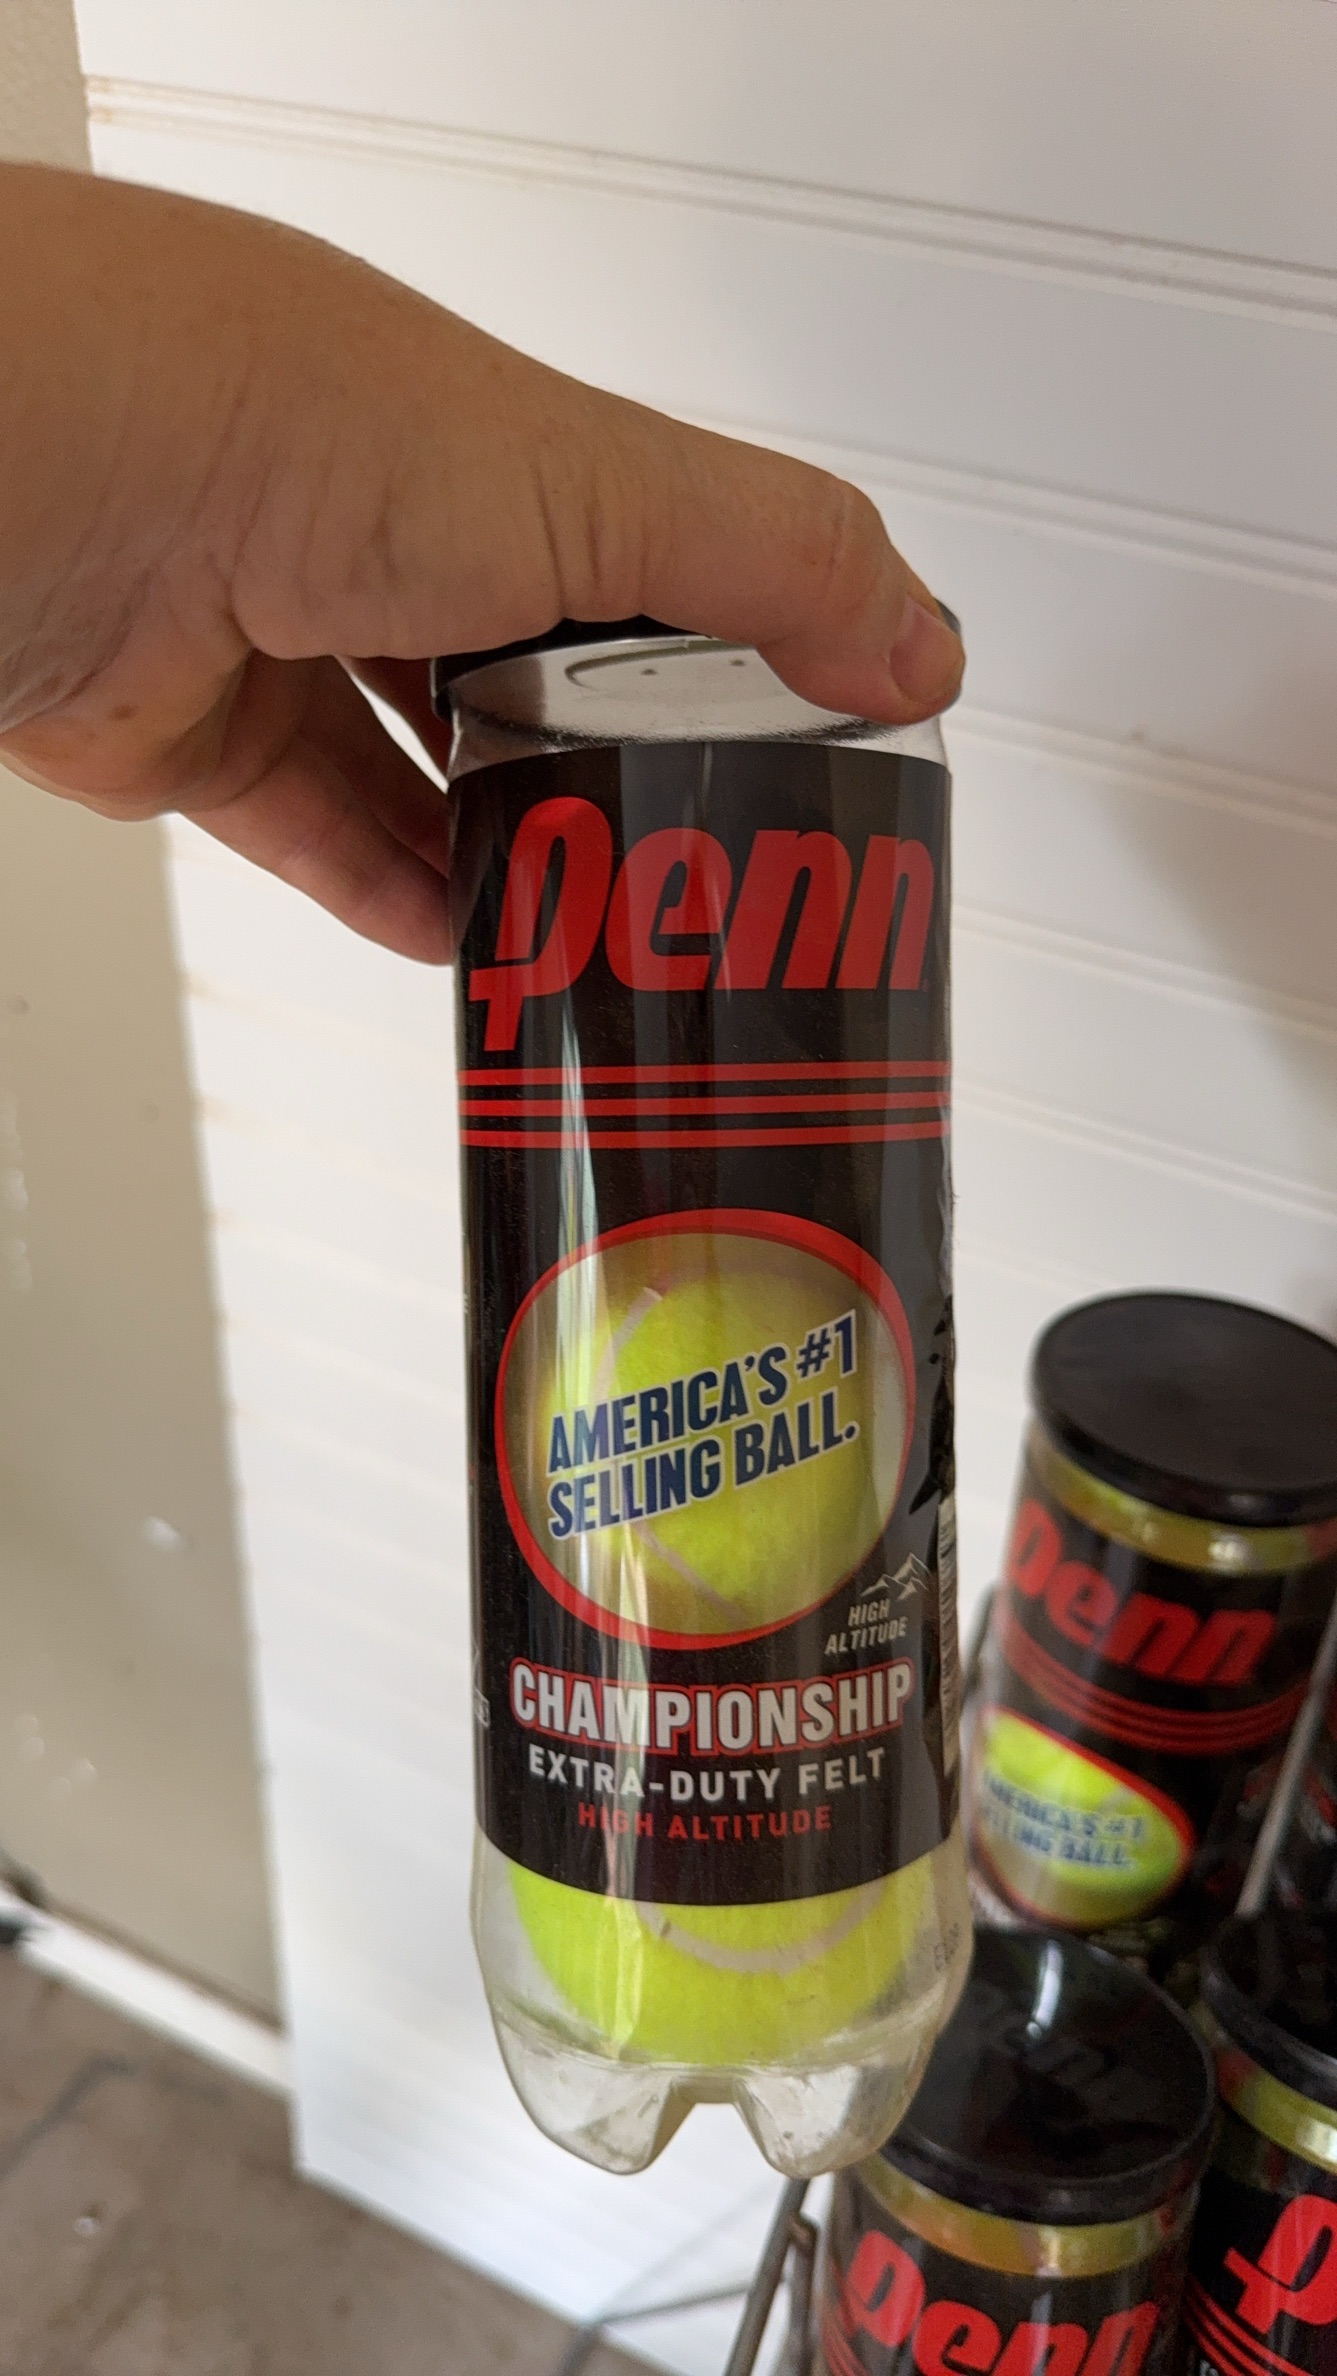 Penn
AMERICA'S #1
SELLING BALL.
HIGH
ALTITUDE
CHAMPIONSHIP
EXTRA-DUTY FELT
HIGH ALTITUDE
Penn
AMERICA'S #1
SELLING BALL.
Penn